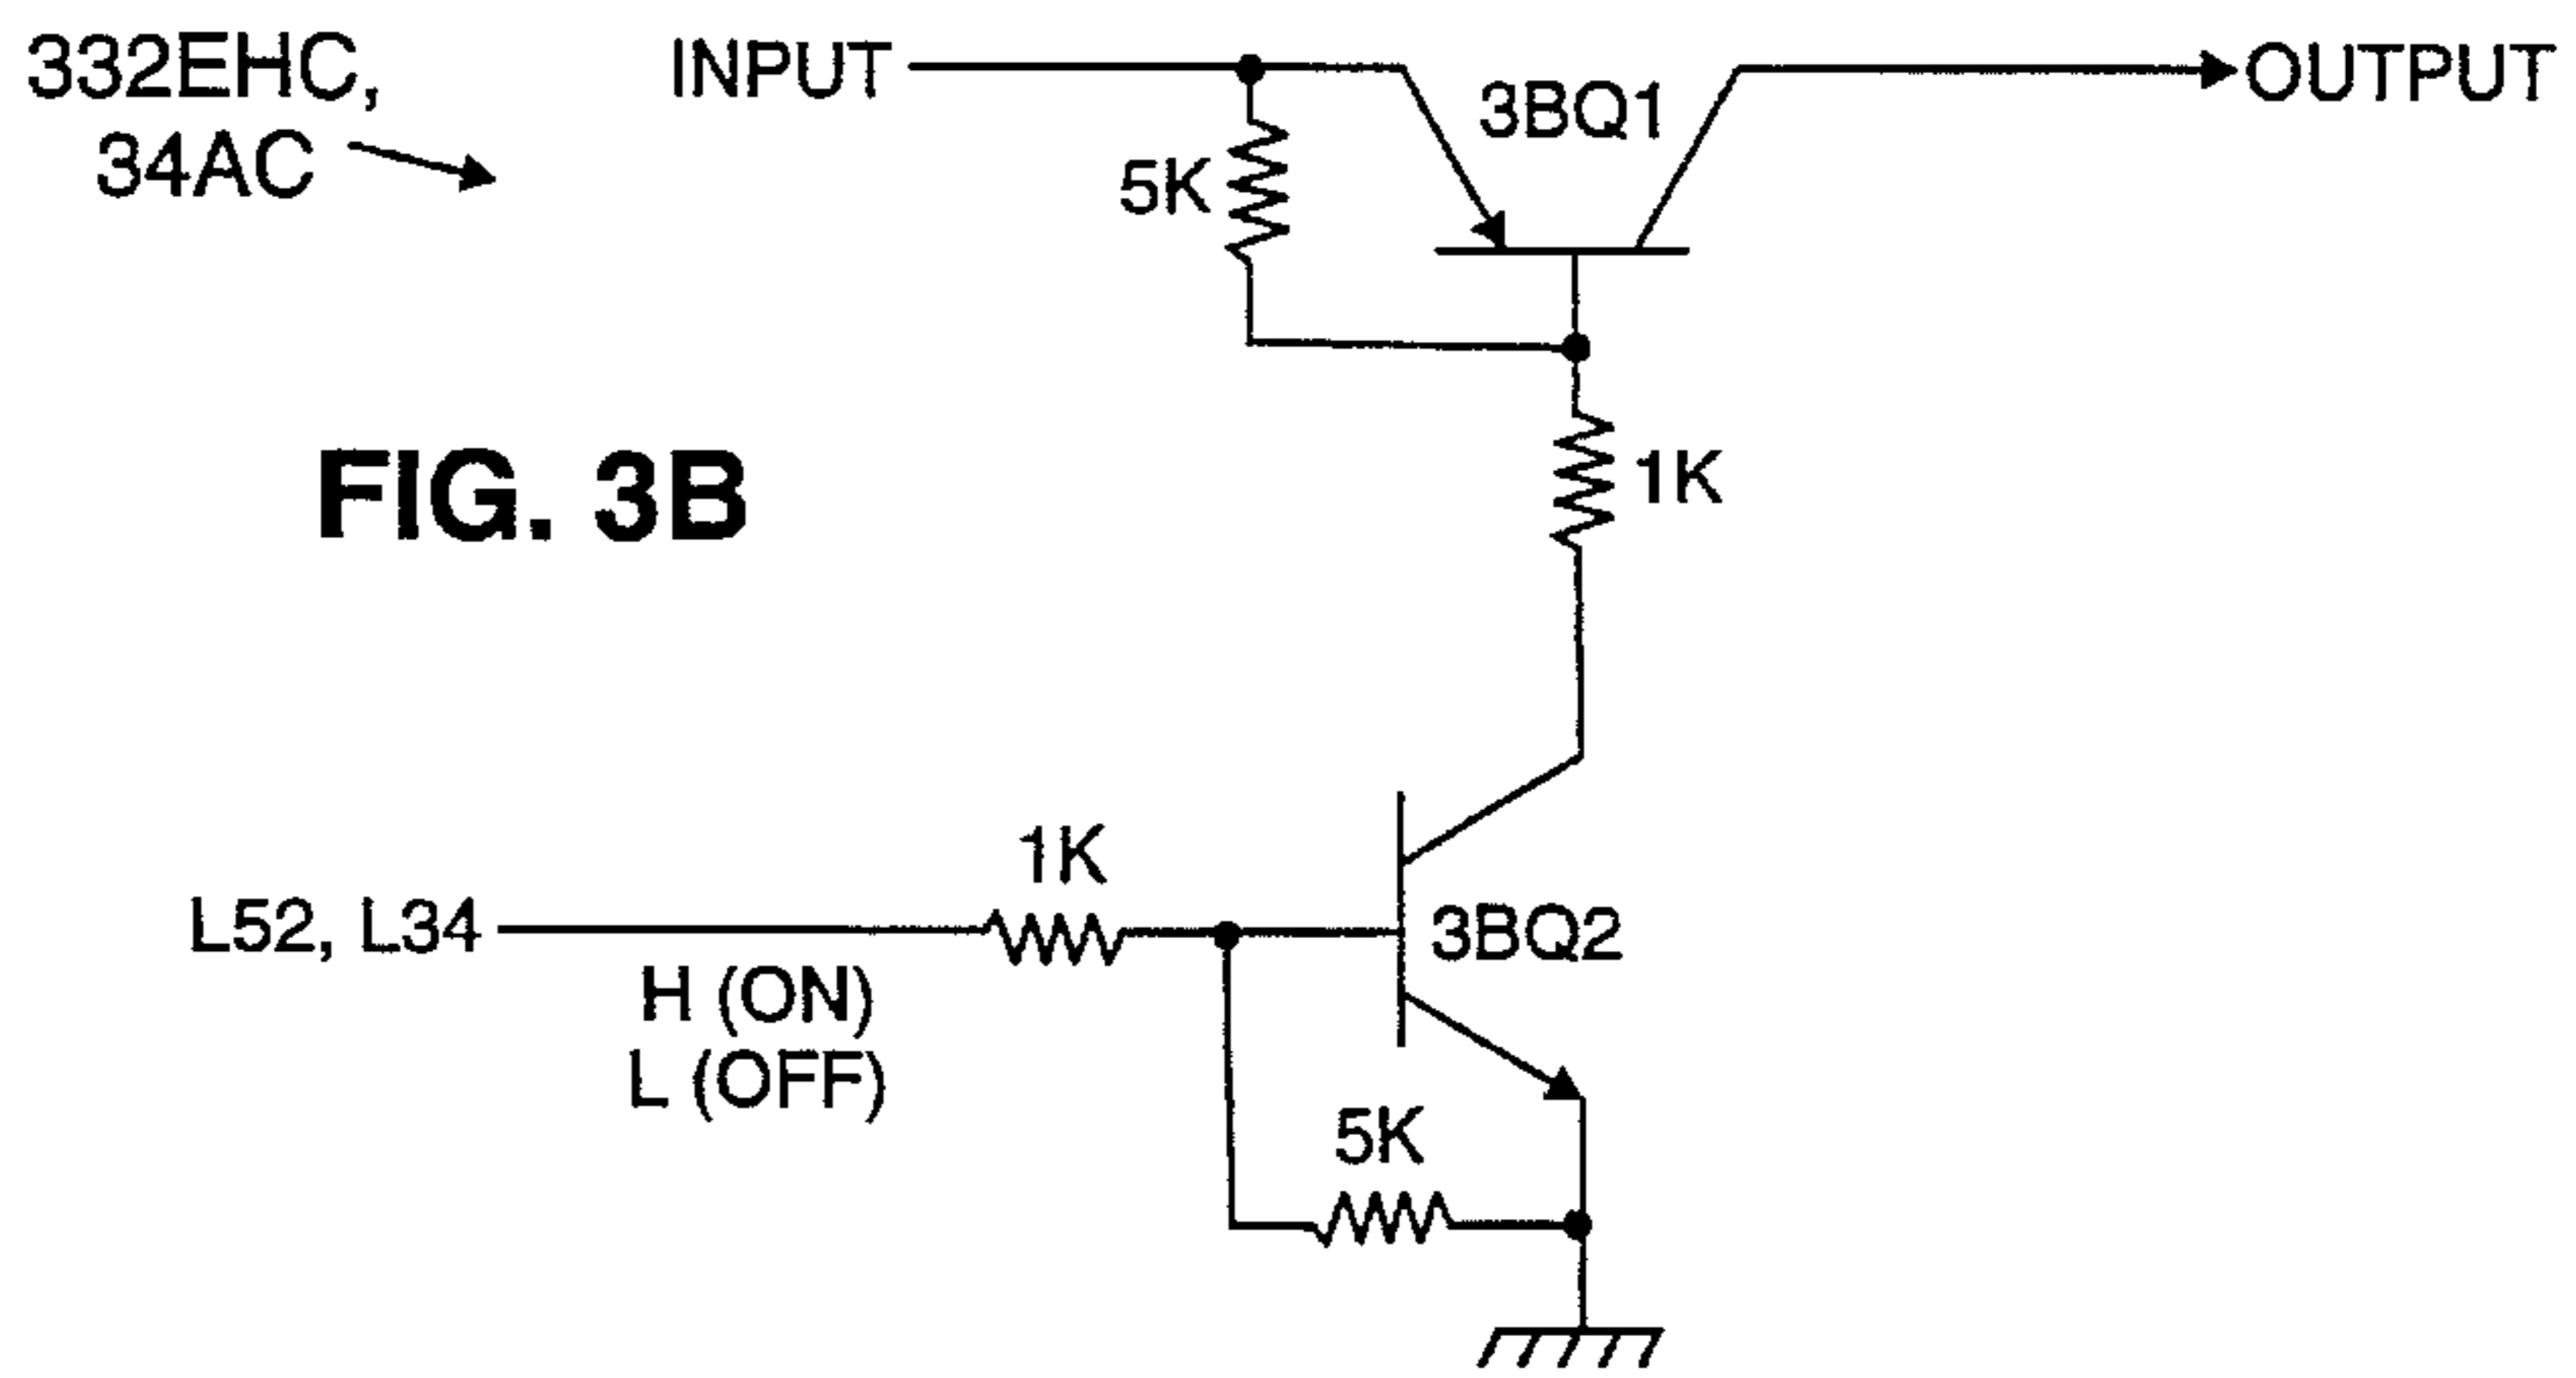 332EHC,
34AC
INPUT
3BQ1
OUTPUT
5K
1K
FIG. 3B
1K
L52, L34
3BQ2
H (ON)
L (OFF)
5K